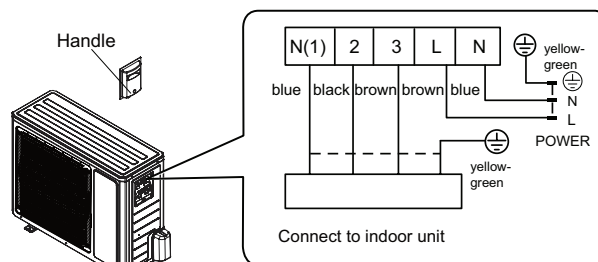 Handle
N(1) 2 3 L N
yellow-
green
blue black brown brown blue
N
L
POWER
yellow-
green
Connect to indoor unit